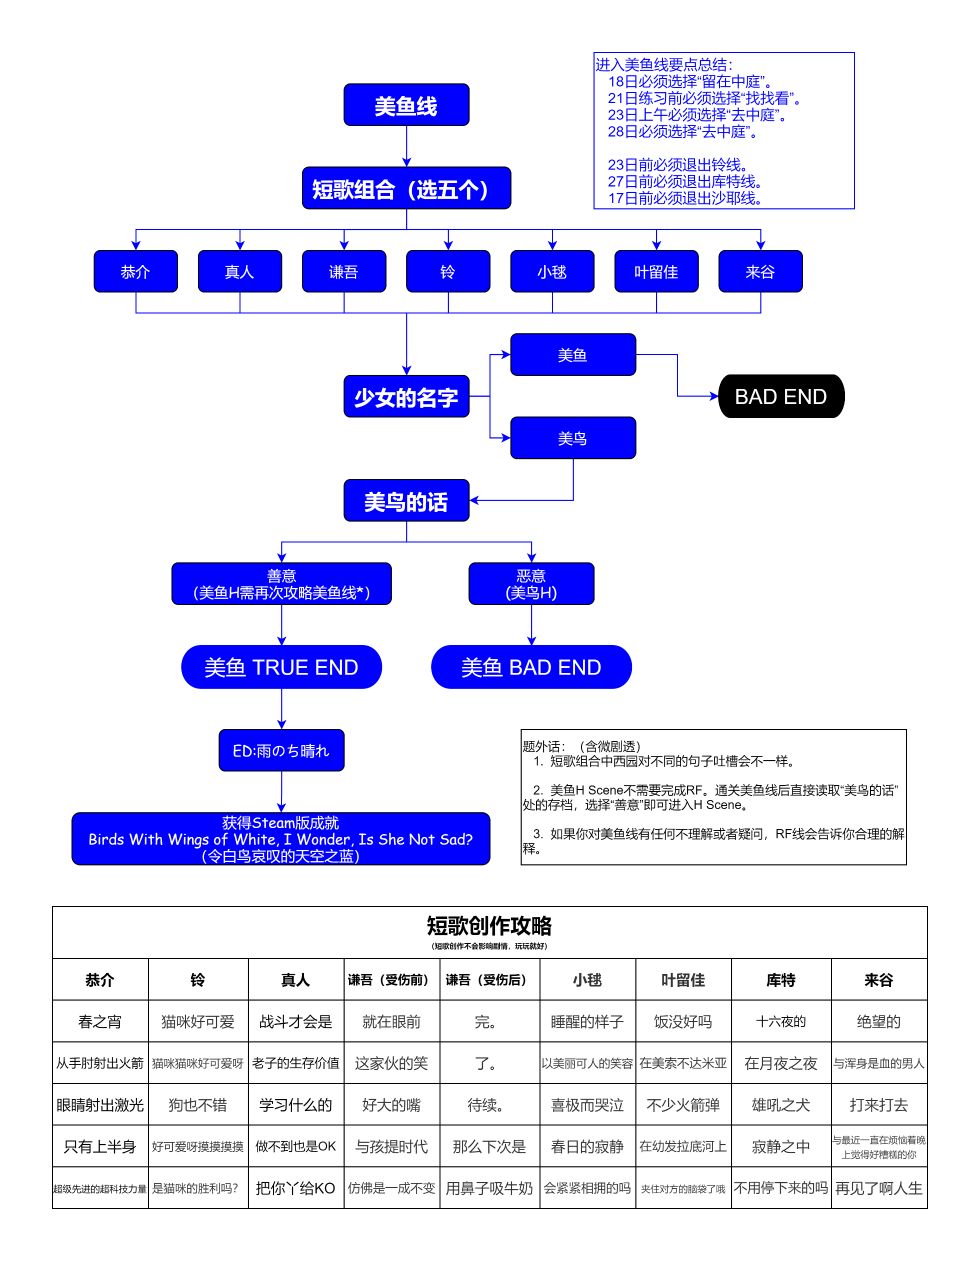 进入美鱼线要点总结：
18日必须选择“留在中庭”。
21日练习前必须选择“找找看”。
23日上午必须选择“去中庭”。
28日必须选择“去中庭”。
23日前必须退出铃线。
27日前必须退出库特线。
17日前必须退出沙耶线。
美鱼线
短歌组合（选五个）
恭介 真人 谦吾 铃 小毬 叶留佳 来谷
少女的名字
美鱼
BAD END
美鸟
美鸟的话
善意
（美鱼H需再次攻略美鱼线*）
恶意
(美鸟H)
美鱼 TRUE END
美鱼 BAD END
ED:雨のち晴れ
获得Steam版成就
Birds With Wings of White, I Wonder, Is She Not Sad?
（令白鸟哀叹的天空之蓝）
题外话：（含微剧透）
1. 短歌组合中西园对不同的句子吐槽会不一样。
2. 美鱼H Scene不需要完成RF。通关美鱼线后直接读取“美鸟的话”
处的存档，选择“善意”即可进入H Scene。
3. 如果你对美鱼线有任何不理解或者疑问，RF线会告诉你合理的解
释。
短歌创作攻略
（短歌创作不会影响剧情，玩玩就好）
恭介 铃 真人 谦吾（受伤前） 谦吾（受伤后） 小毬 叶留佳 库特 来谷
春之宵 猫咪好可爱 战斗才会是 就在眼前 完。 睡醒的样子 饭没好吗 十六夜的 绝望的
从手肘射出火箭 猫咪猫咪好可爱呀 老子的生存价值 这家伙的笑 了。 以美丽可人的笑容 在美索不达米亚 在月夜之夜 与浑身是血的男人
眼睛射出激光 狗也不错 学习什么的 好大的嘴 待续。 喜极而哭泣 不少火箭弹 雄吼之犬 打来打去
只有上半身 好可爱呀摸摸摸摸 做不到也是OK 与孩提时代 那么下次是 春日的寂静 在幼发拉底河上 寂静之中 与最近一直在烦恼着晚
上觉得好糟糕的你
超级先进的超科技力量 是猫咪的胜利吗？ 把你丫给KO 仿佛是一成不变 用鼻子吸牛奶 会紧紧相拥的吗 夹住对方的脑袋了哦 不用停下来的吗 再见了啊人生